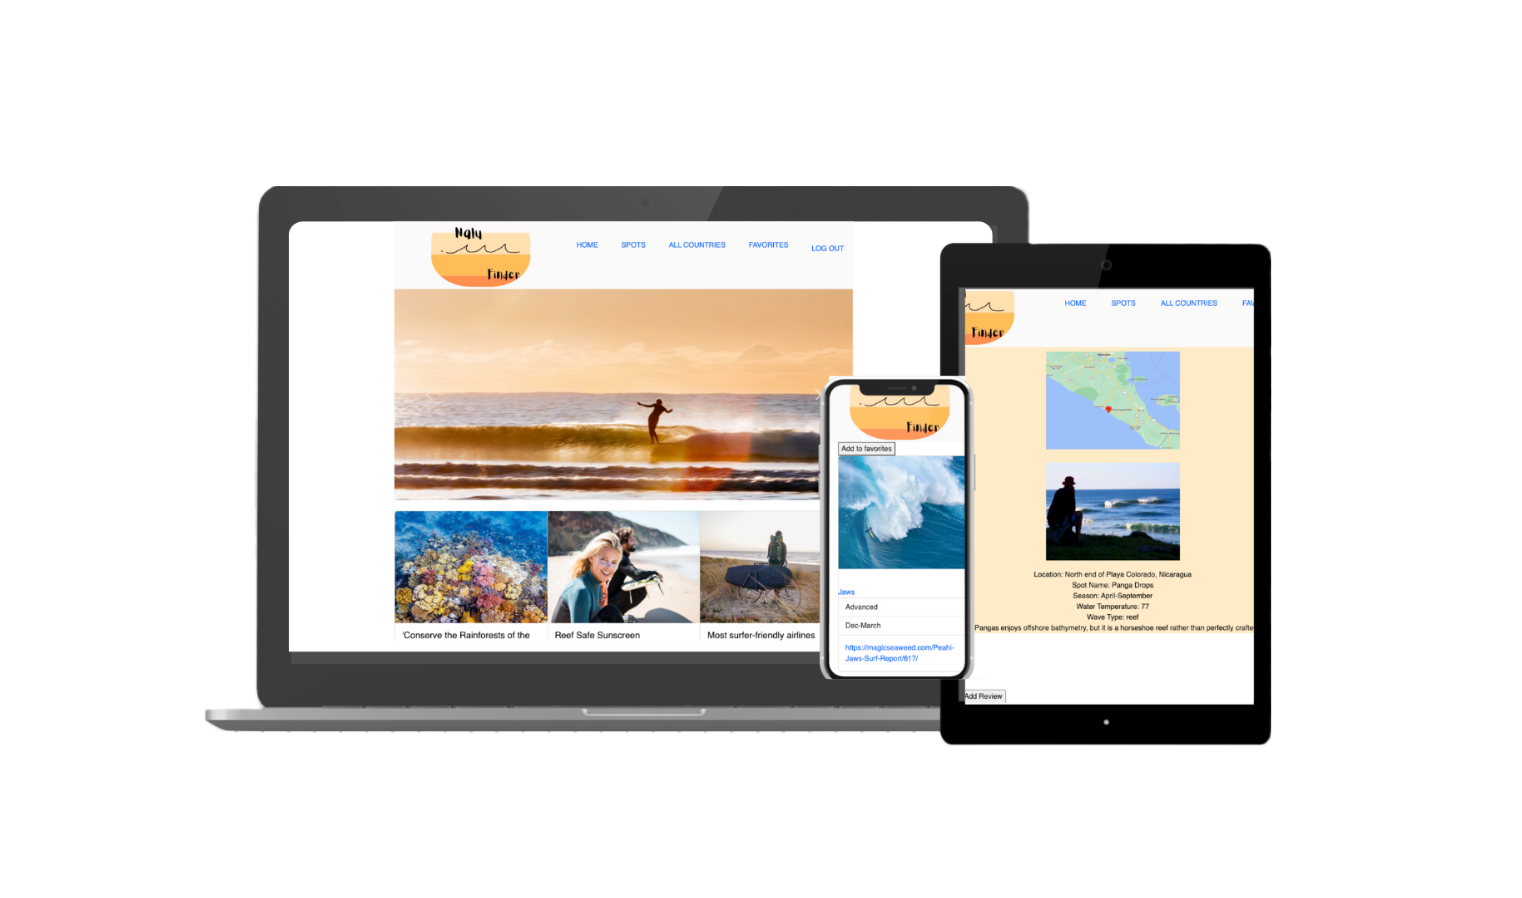 Nalu
Finder
HOME SPOTS ALL COUNTRIES FAVORITES LOG OUT
'Conserve the Rainforests of the
Reef Safe Sunscreen
Most surfer-friendly airlines
Finder
Add to favorites
Jaws
Advanced
Dec-March
https://magicseaweed.com/Peahi-
Jaws-Surf-Report/617/
Finder
HOME SPOTS ALL COUNTRIES FAV
Location: North end of Playa Colorado, Nicaragua
Spot Name: Panga Drops
Season: April-September
Water Temperature: 77
Wave Type: reef
Pangas enjoys offshore bathymetry, but it is a horseshoe reef rather than perfectly crafte
Add Review